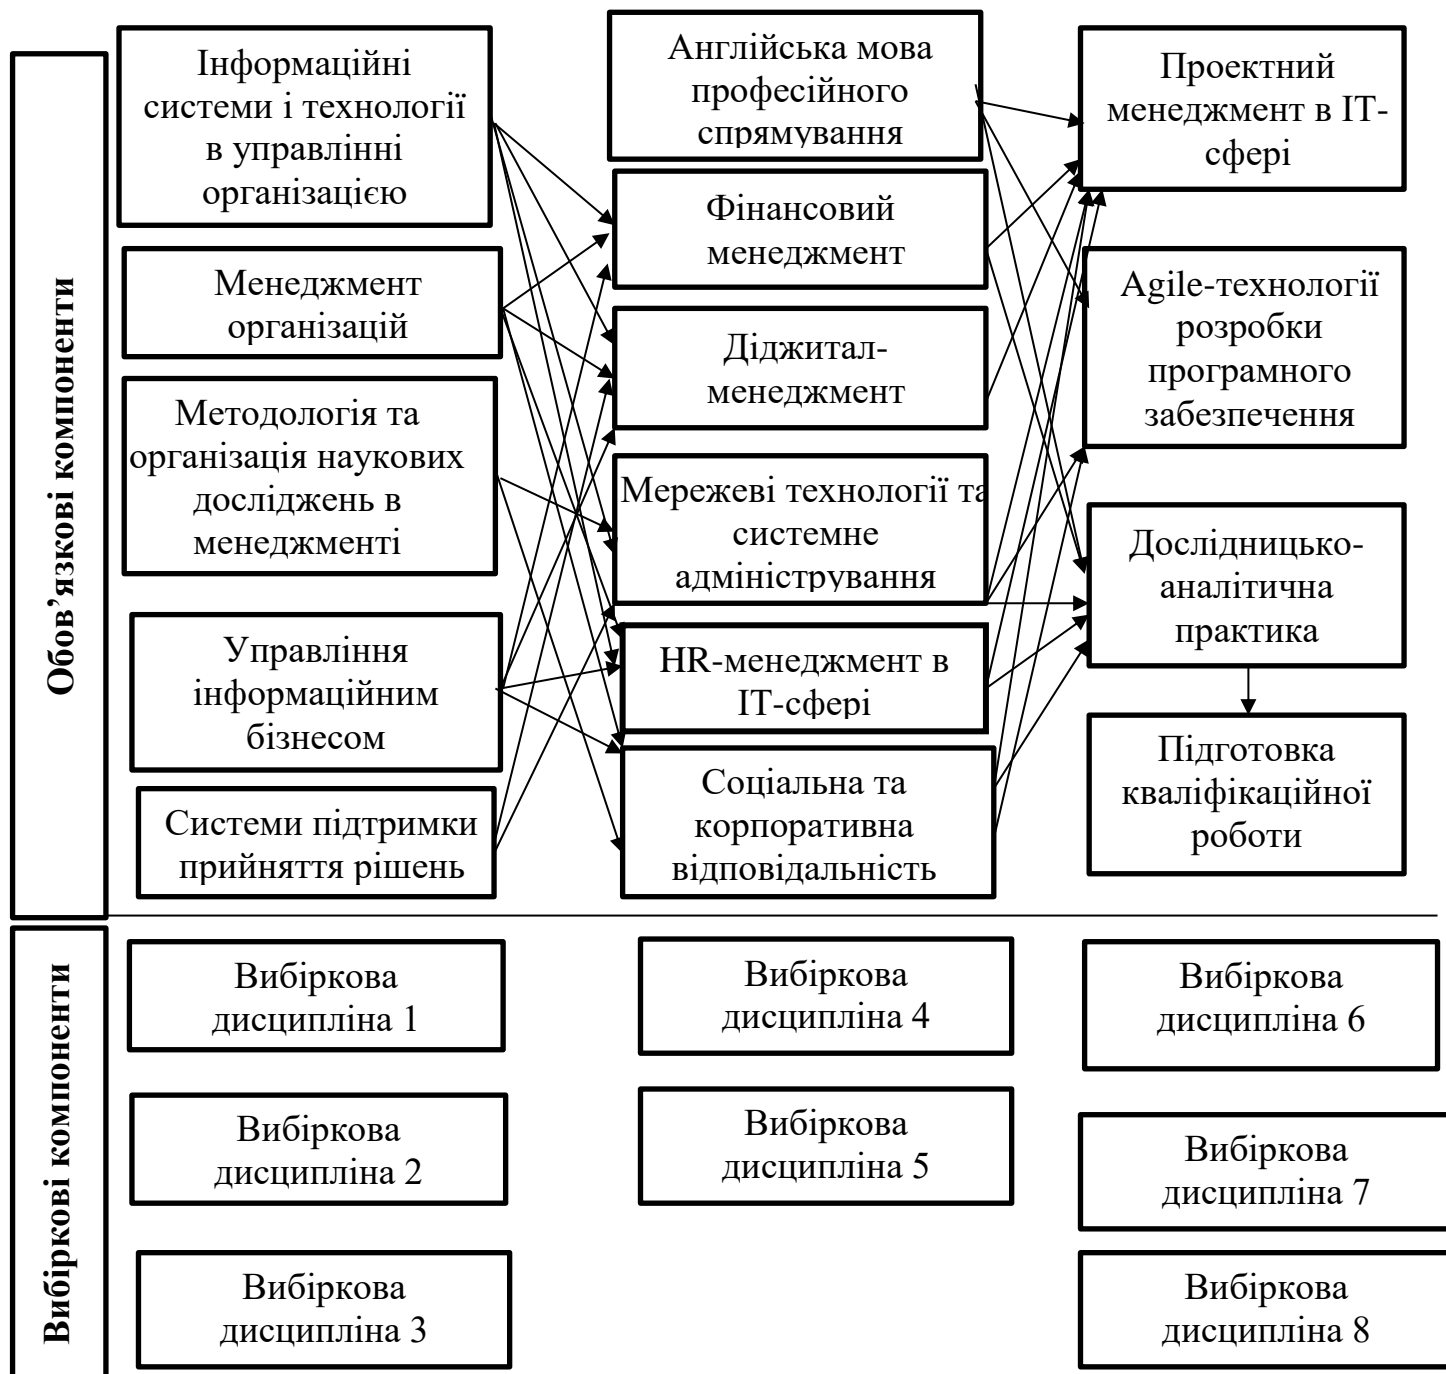 Обов’язкові компоненти
Інформаційні
системи і технології
в управлінні
організацією
Менеджмент
організацій
Методологія та
організація наукових
досліджень в
менеджменті
Управління
інформаційним
бізнесом
Системи підтримки
прийняття рішень
Англійська мова
професійного
спрямування
Фінансовий
менеджмент
Діджитал-
менеджмент
Мережеві технології та
системне
адміністрування
HR-менеджмент в
ІТ-сфері
Соціальна та
корпоративна
відповідальність
Проектний
менеджмент в ІТ-
сфері
Agile-технології
розробки
програмного
забезпечення
Дослідницько-
аналітична
практика
Підготовка
кваліфікаційної
роботи
Вибіркові компоненти
Вибіркова
дисципліна 1
Вибіркова
дисципліна 2
Вибіркова
дисципліна 3
Вибіркова
дисципліна 4
Вибіркова
дисципліна 5
Вибіркова
дисципліна 6
Вибіркова
дисципліна 7
Вибіркова
дисципліна 8